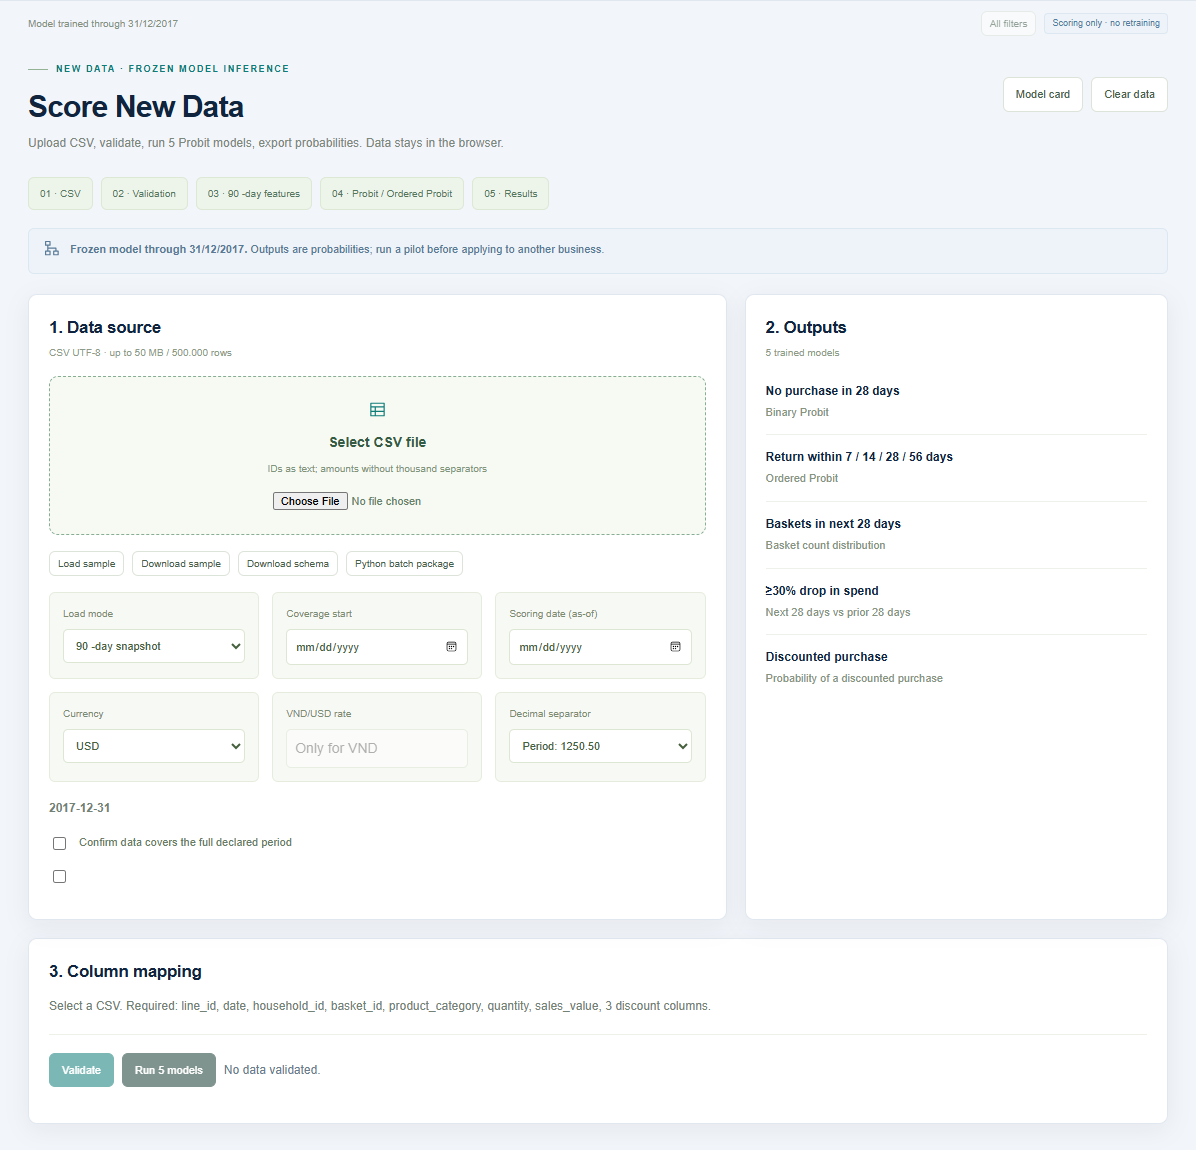 Model trained through 31/12/2017
All filters
Scoring only · no retraining
NEW DATA · FROZEN MODEL INFERENCE
Score New Data
Model card
Clear data
Upload CSV, validate, run 5 Probit models, export probabilities. Data stays in the browser.
01 · CSV
02 · Validation
03 · 90 -day features
04 · Probit / Ordered Probit
05 · Results
Frozen model through 31/12/2017. Outputs are probabilities; run a pilot before applying to another business.
1. Data source
CSV UTF-8 · up to 50 MB / 500.000 rows
Select CSV file
IDs as text; amounts without thousand separators
Choose File No file chosen
Load sample
Download sample
Download schema
Python batch package
Load mode
90 -day snapshot
Coverage start
mm/dd/yyyy
Scoring date (as-of)
mm/dd/yyyy
Currency
USD
VND/USD rate
Only for VND
Decimal separator
Period: 1250.50
2017-12-31
Confirm data covers the full declared period
2. Outputs
5 trained models
No purchase in 28 days
Binary Probit
Return within 7 / 14 / 28 / 56 days
Ordered Probit
Baskets in next 28 days
Basket count distribution
≥30% drop in spend
Next 28 days vs prior 28 days
Discounted purchase
Probability of a discounted purchase
3. Column mapping
Select a CSV. Required: line_id, date, household_id, basket_id, product_category, quantity, sales_value, 3 discount columns.
Validate
Run 5 models
No data validated.